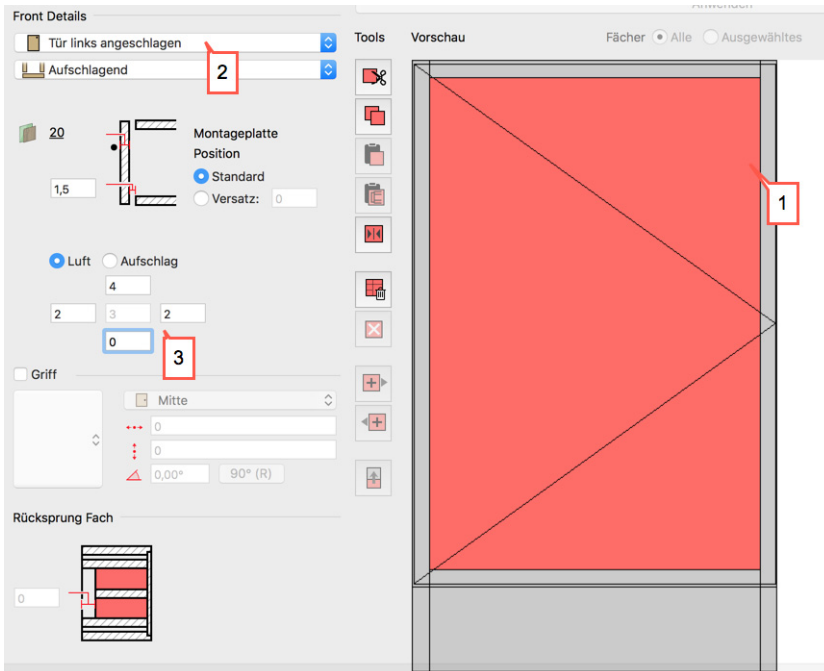 Anwenden
Front Details
Tür links angeschlagen
Tools
Vorschau
Fächer
Alle
Ausgewähltes
Aufschlagend
2
20
Montageplatte
Position
Standard
1,5
Versatz:
0
1
Luft
Aufschlag
4
2
3
2
0
3
Griff
Mitte
0
0
0,00°
90° (R)
Rücksprung Fach
0